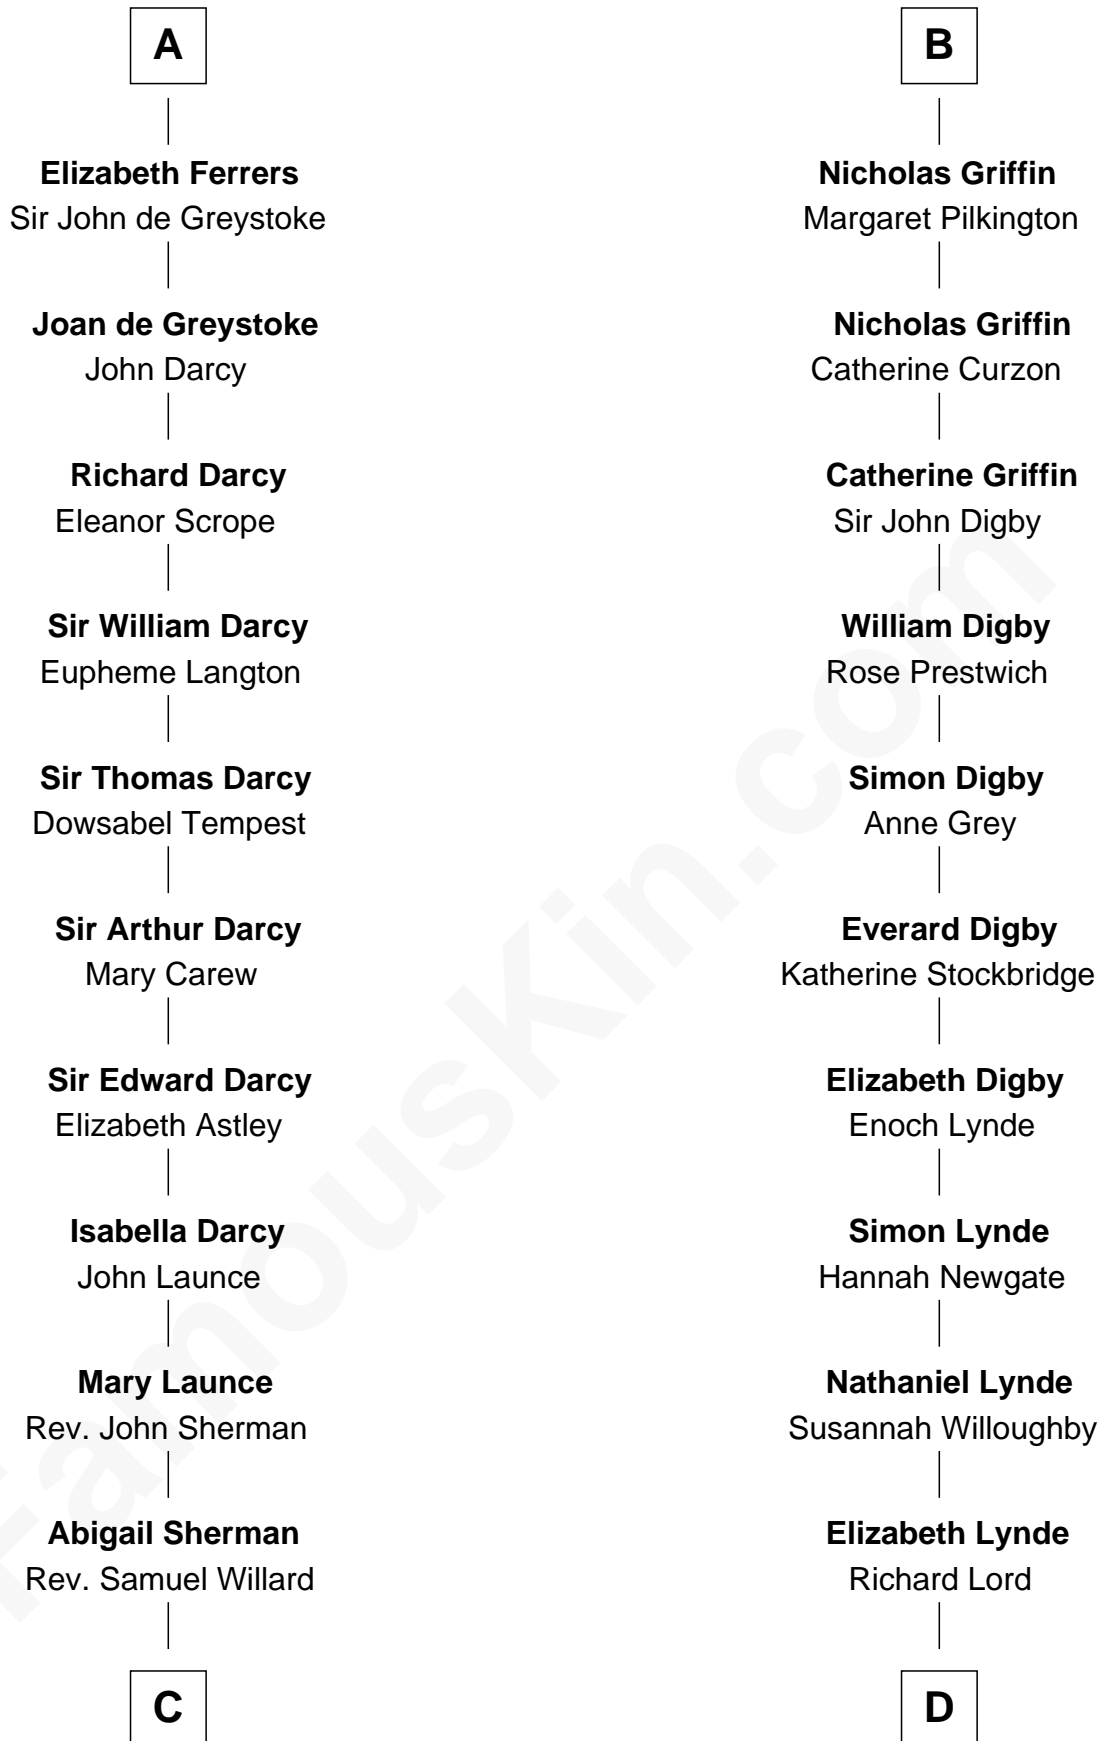 A
Elizabeth Ferrers
Sir John de Greystoke
Joan de Greystoke
John Darcy
Richard Darcy
Eleanor Scrope
Sir William Darcy
Eupheme Langton
Sir Thomas Darcy
Dowsabel Tempest
Sir Arthur Darcy
Mary Carew
Sir Edward Darcy
Elizabeth Astley
Isabella Darcy
John Launce
Mary Launce
Rev. John Sherman
Abigail Sherman
Rev. Samuel Willard
C
B
Nicholas Griffin
Margaret Pilkington
Nicholas Griffin
Catherine Curzon
Catherine Griffin
Sir John Digby
William Digby
Rose Prestwich
Simon Digby
Anne Grey
Everard Digby
Katherine Stockbridge
Elizabeth Digby
Enoch Lynde
Simon Lynde
Hannah Newgate
Nathaniel Lynde
Susannah Willoughby
Elizabeth Lynde
Richard Lord
D
FamousKin.com